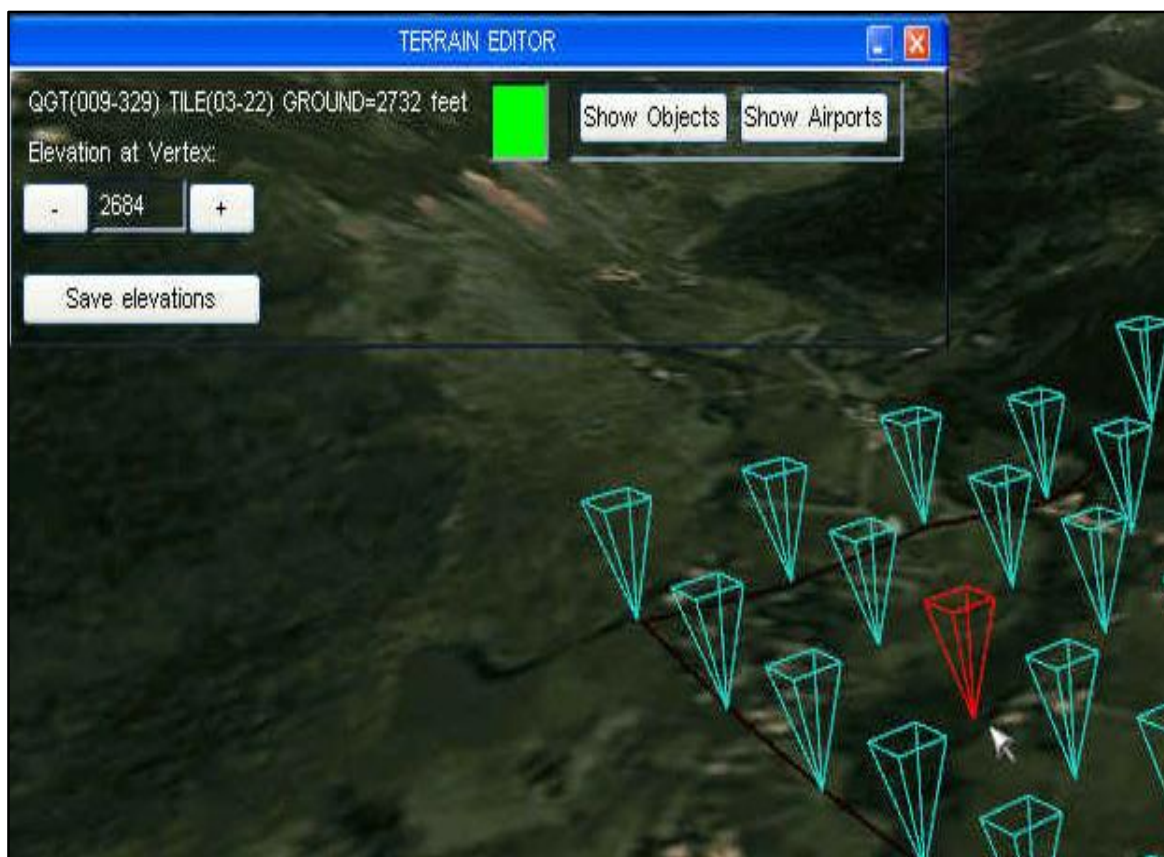 TERRAIN EDITOR
QGT(009-329) TILE(03-22) GROUND=2732 feet
Show Objects Show Airports
Elevation at Vertex:
- 2684 +
Save elevations